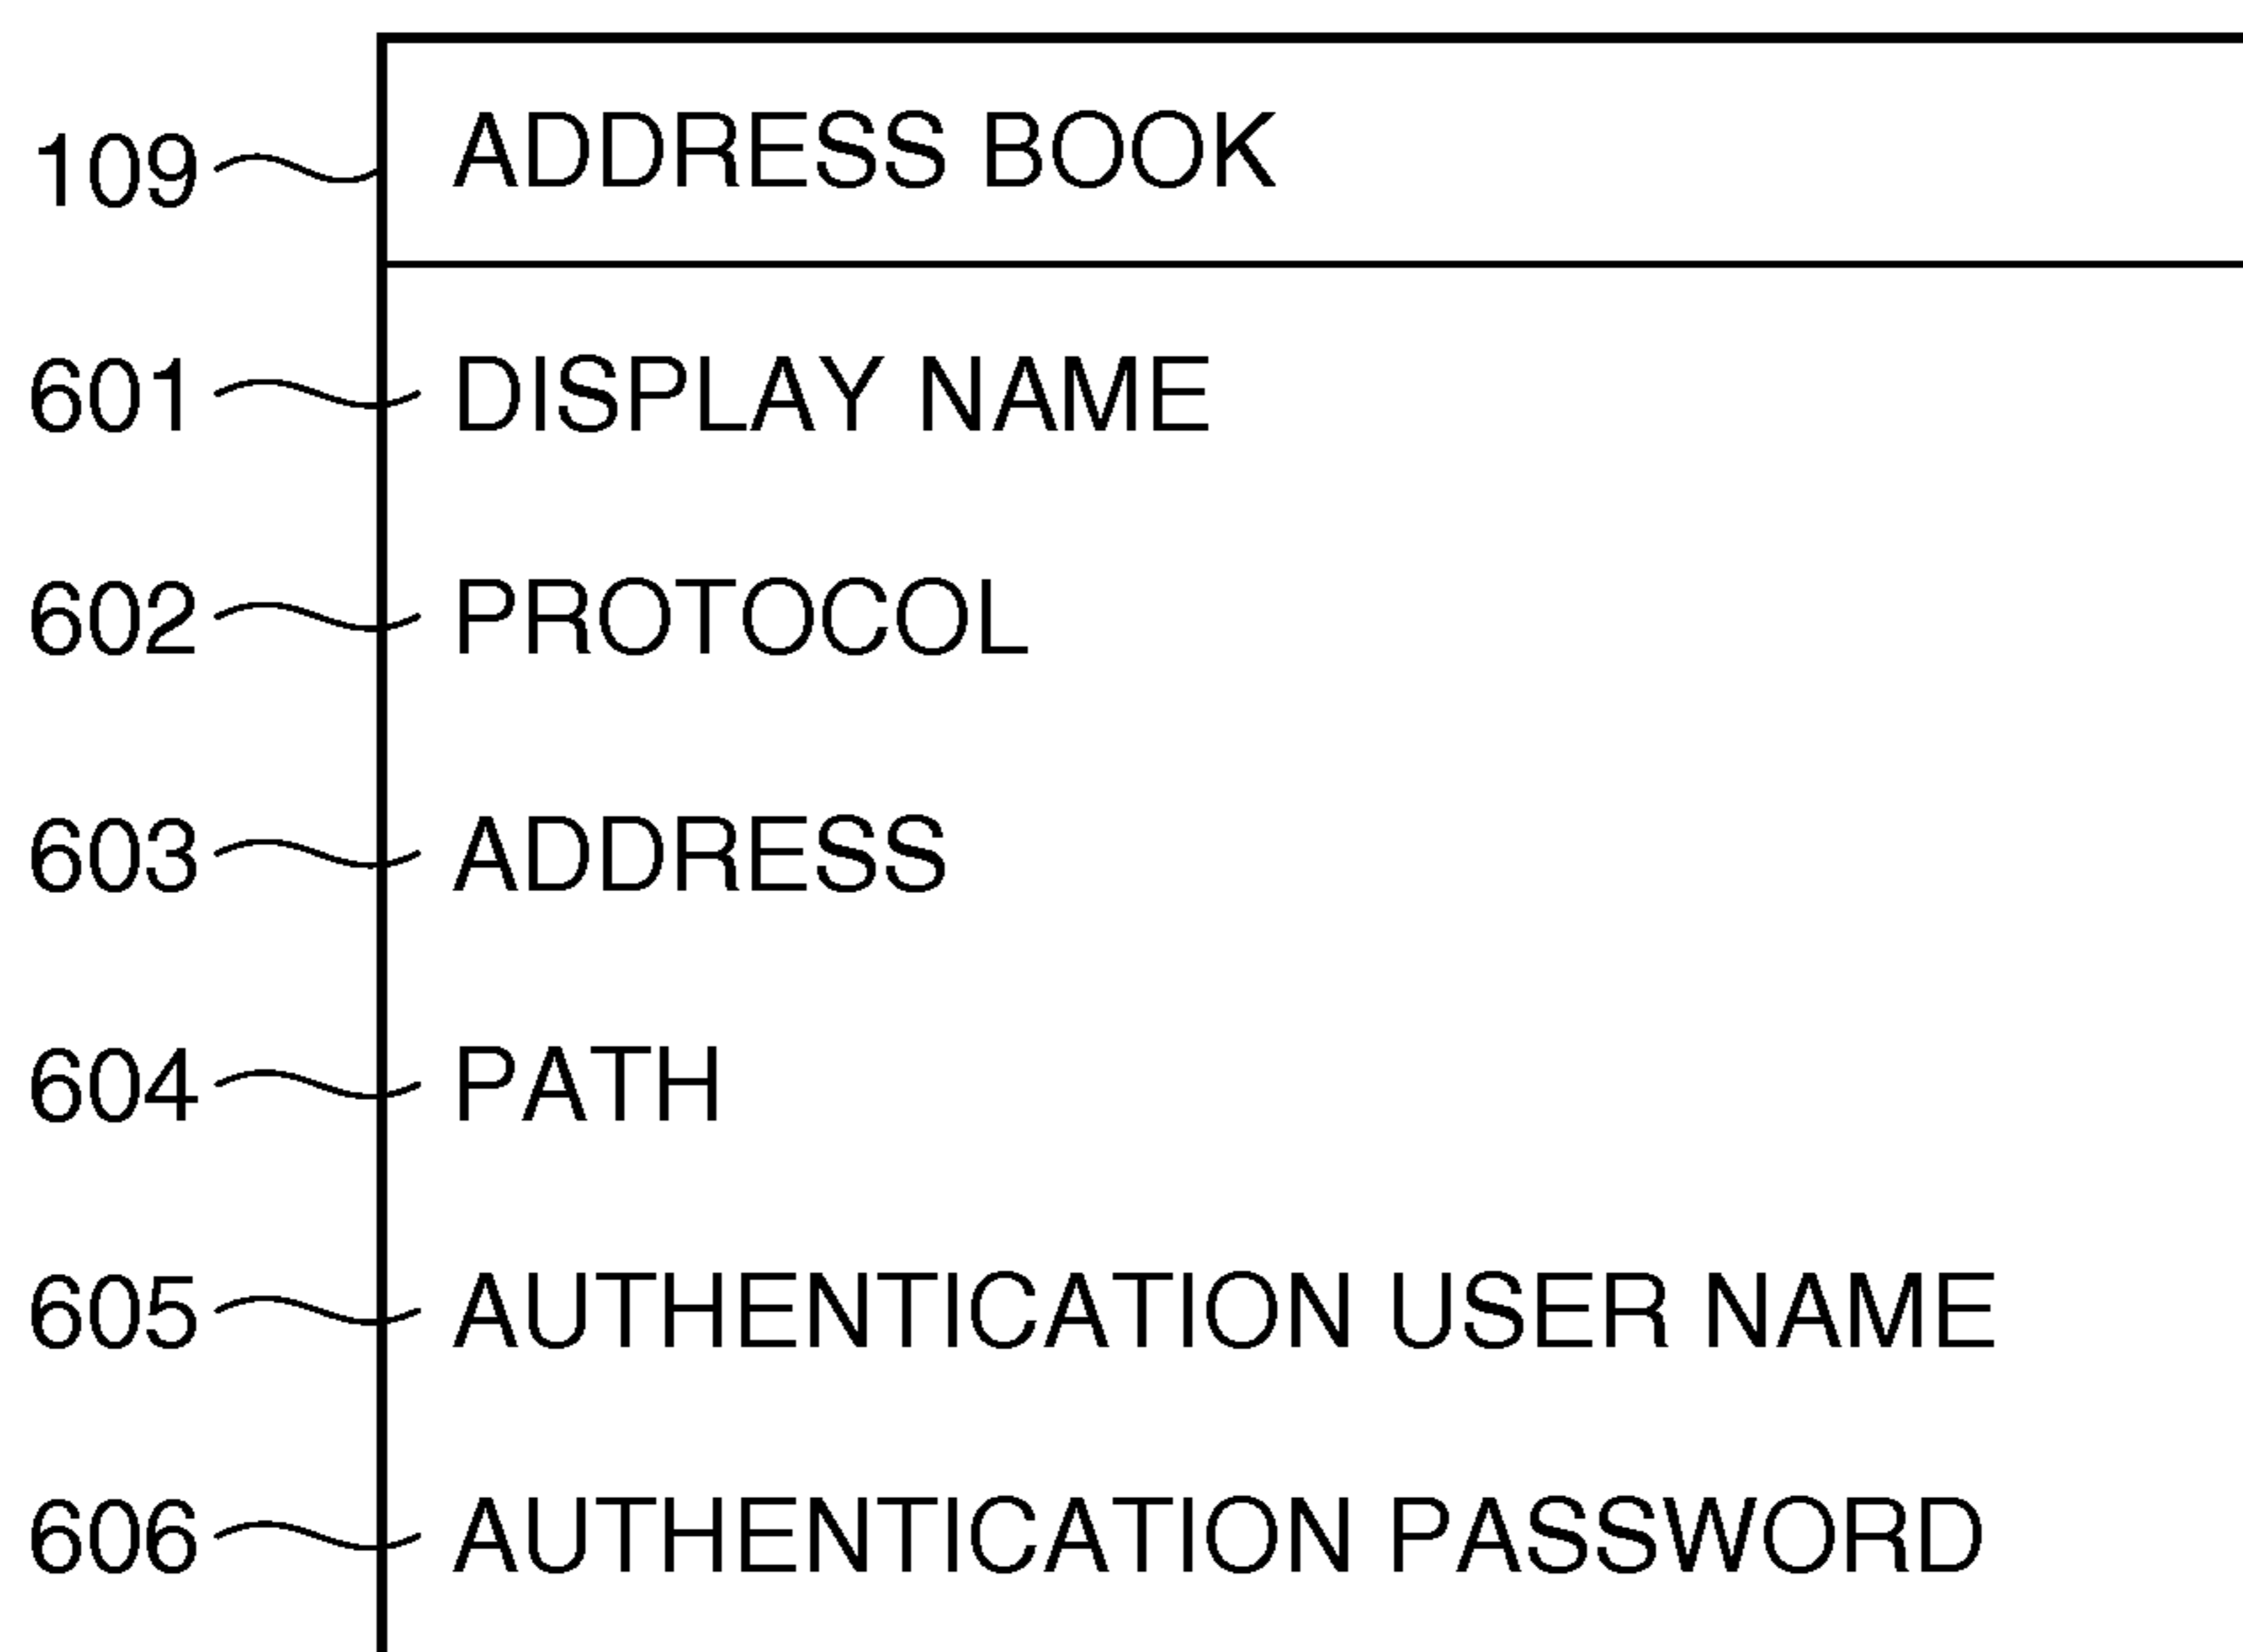 109 ADDRESS BOOK
601 DISPLAY NAME
602 PROTOCOL
603 ADDRESS
604 PATH
605 AUTHENTICATION USER NAME
606 AUTHENTICATION PASSWORD